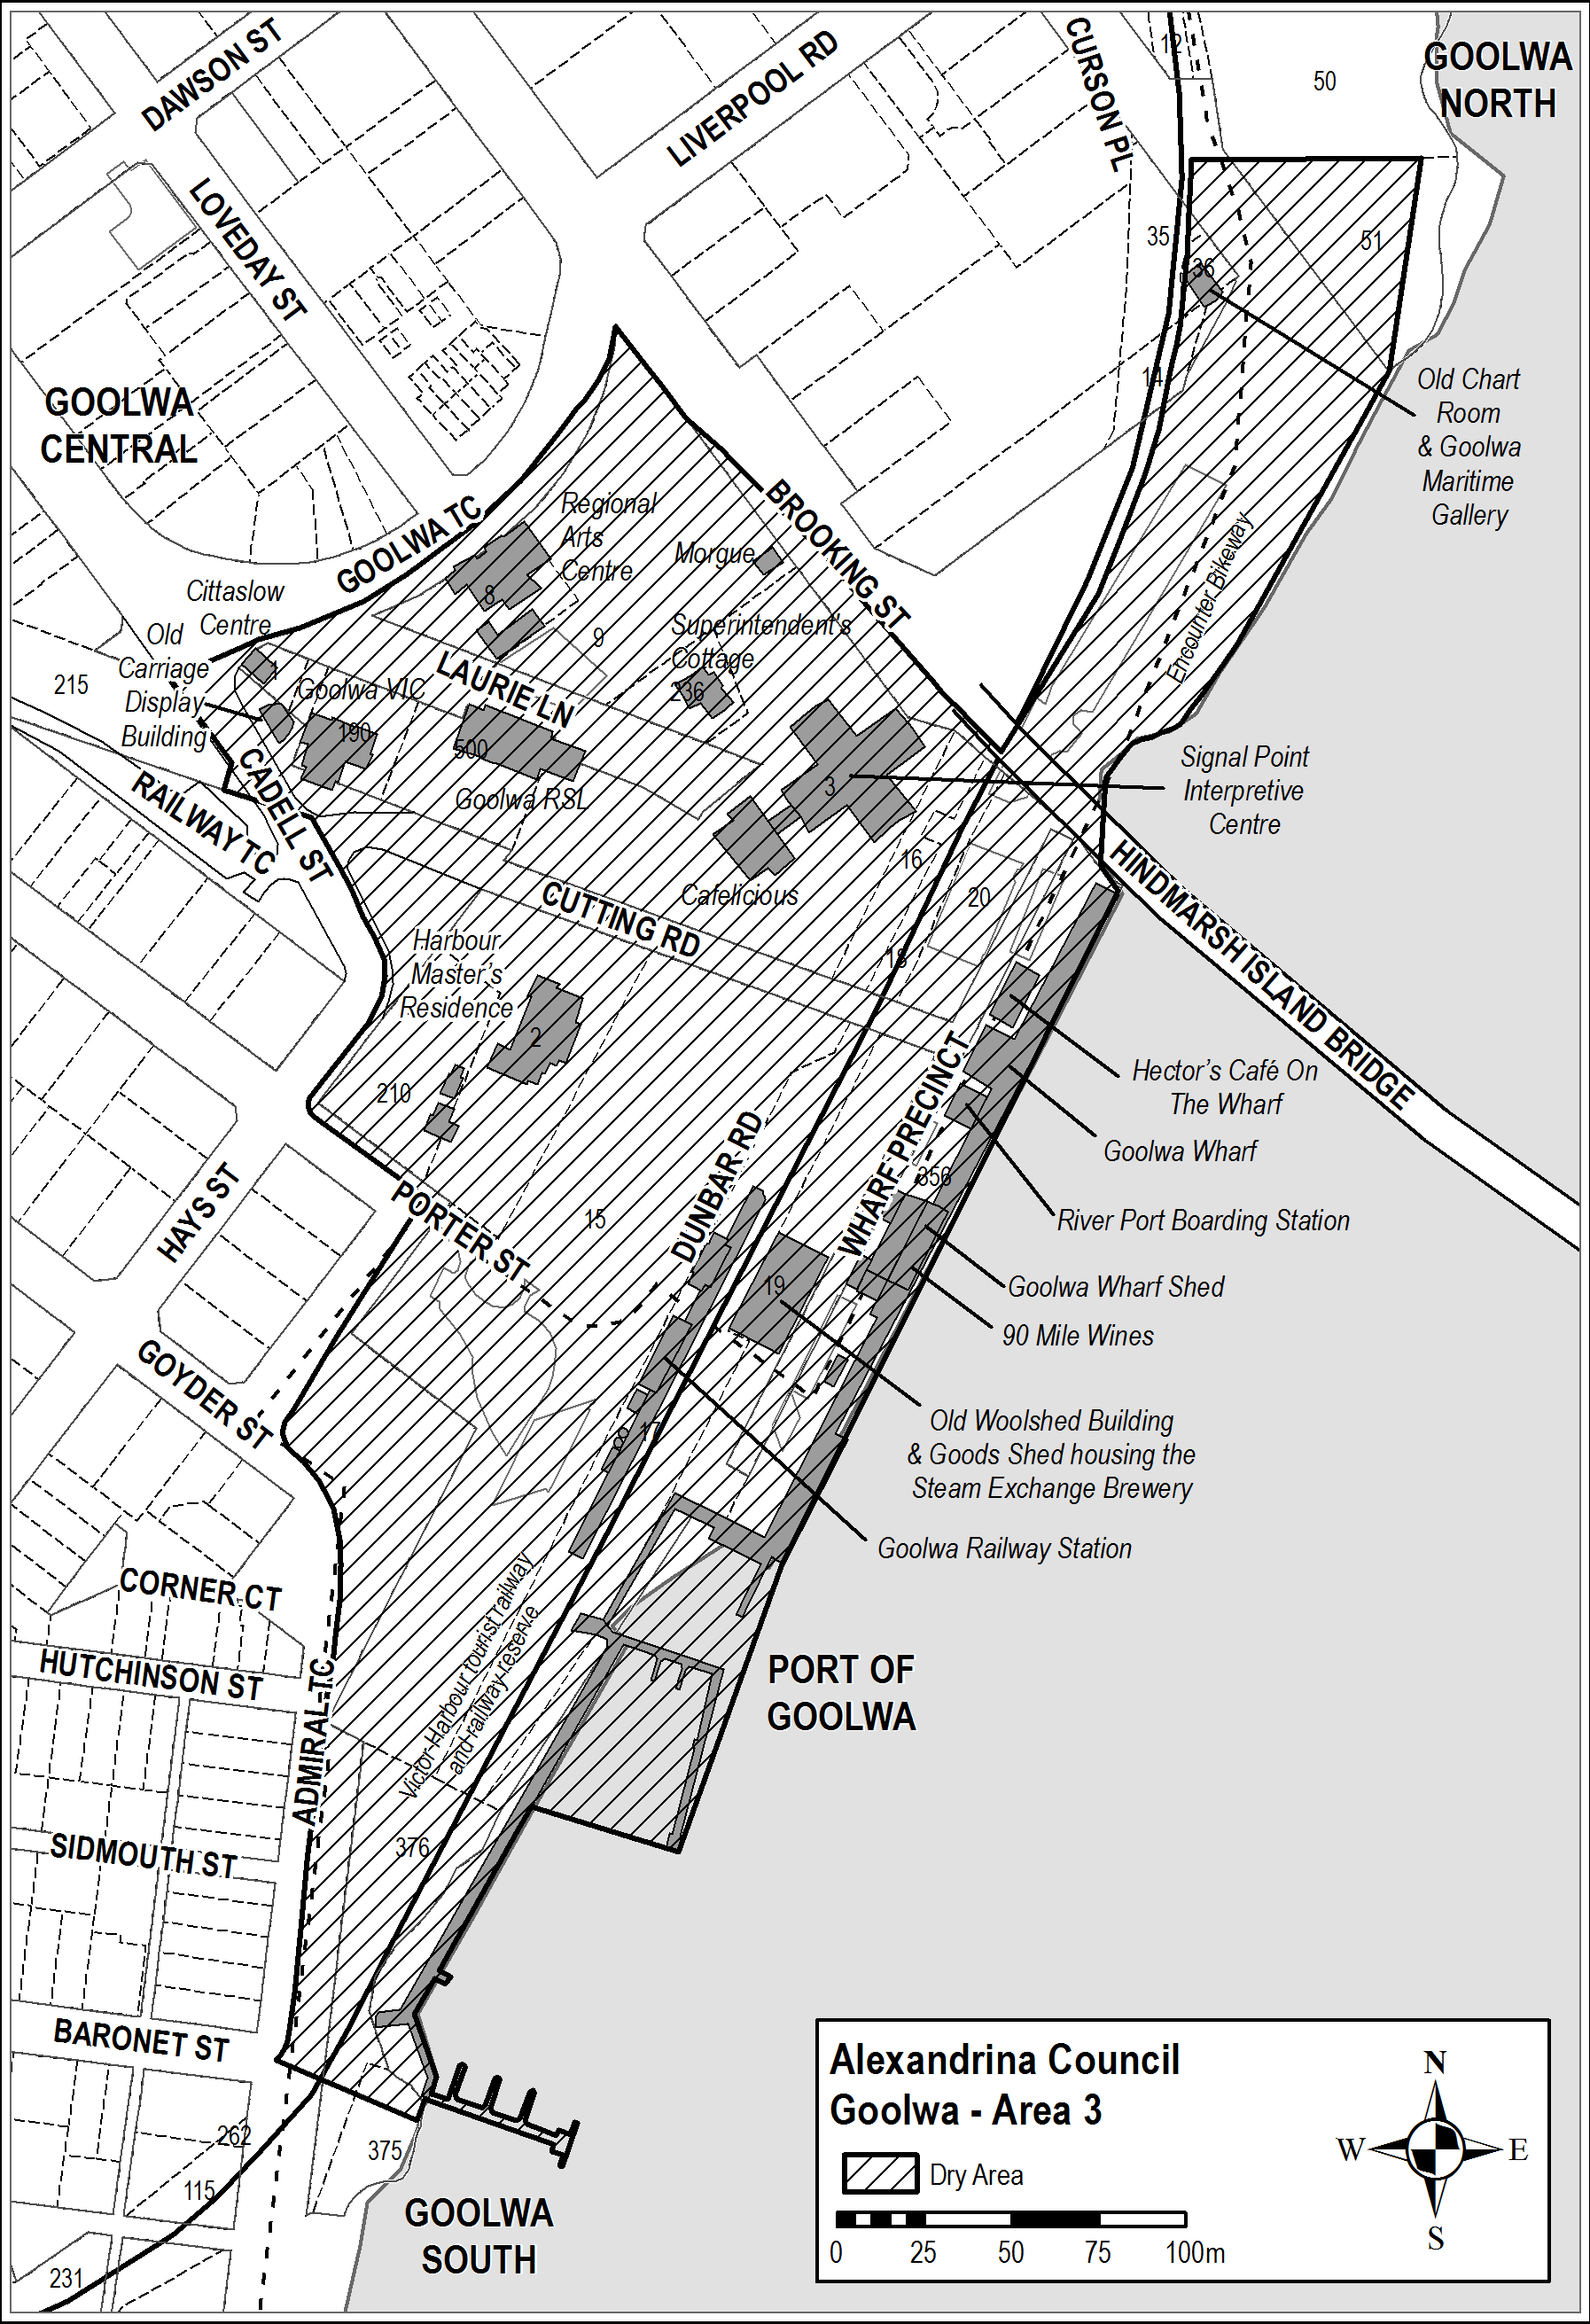 GOOLWA
NORTH
DAWSON ST
LIVERPOOL RD
CURSON PL
12
50
LOVEDAY ST
35
36
51
14
GOOLWA
CENTRAL
Old Chart
Room
& Goolwa
Maritime
Gallery
GOOLWA TC
Regional
Arts
Centre
Morgue
BROOKING ST
Encounter Bikeway
Cittaslow
Centre
Old
Carriage
Display
Building
215
1
8
9
Superintendent's
Cottage
236
Goolwa VIC
190
LAURIE LN
500
Goolwa RSL
CADELL ST
RAILWAY TC
3
Signal Point
Interpretive
Centre
16
20
18
Cafelicious
CUTTING RD
HINDMARSH ISLAND BRIDGE
Harbour
Master's
Residence
2
210
Hector's Café On
The Wharf
Goolwa Wharf
River Port Boarding Station
Goolwa Wharf Shed
90 Mile Wines
WHARF PRECINCT
356
DUNBAR RD
HAYS ST
PORTER ST
15
19
GOYDER ST
17
Old Woolshed Building
& Goods Shed housing the
Steam Exchange Brewery
Goolwa Railway Station
CORNER CT
HUTCHINSON ST
ADMIRAL TC
Victor Harbour tourist railway
and railway reserve
PORT OF
GOOLWA
SIDMOUTH ST
376
BARONET ST
262
115
375
231
GOOLWA
SOUTH
Alexandrina Council
Goolwa - Area 3
Dry Area
0 25 50 75 100m
N
W E
S